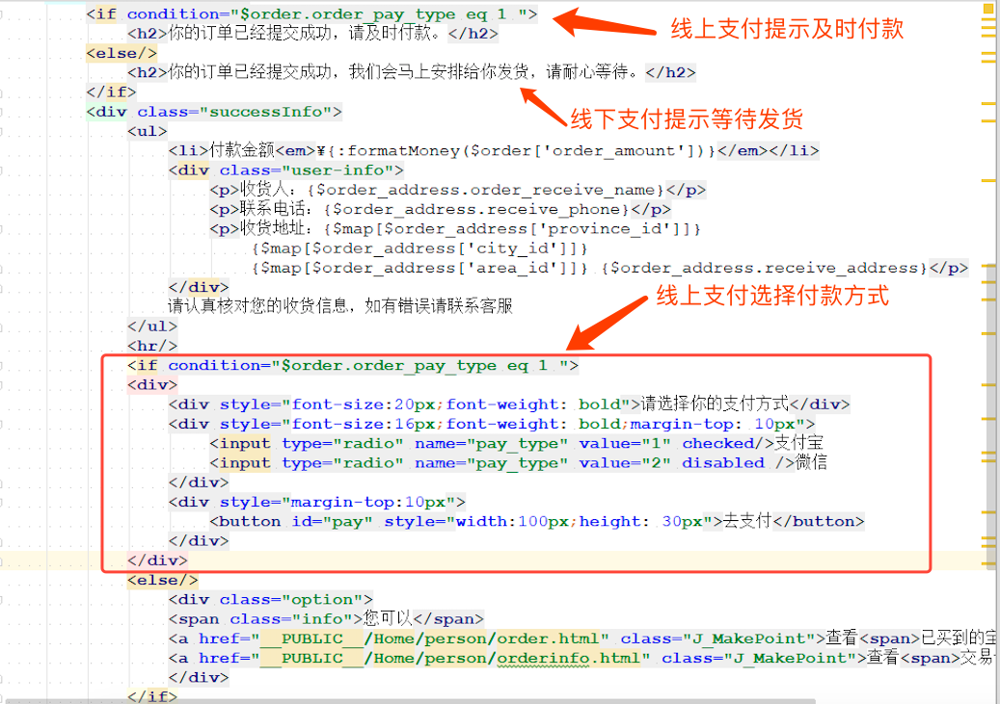 <if condition="$order.order_pay_type eq 1 "> 线上支付提示及时付款
<h2>你的订单已经提交成功，请及时付款。</h2>
<else/>
<h2>你的订单已经提交成功，我们会马上安排给你发货，请耐心等待。</h2>
</if>
<div class="successInfo"> 线下支付提示等待发货
<ul>
<li>付款金额<em>¥{:formatMoney($order['order_amount'])}</em></li>
<div class="user-info">
<p>收货人：{$order_address.order_receive_name}</p>
<p>联系电话：{$order_address.receive_phone}</p>
<p>收货地址：{$map[$order_address['province_id']]}
{$map[$order_address['city_id']]}
{$map[$order_address['area_id']]} {$order_address.receive_address}</p>
</div> 线上支付选择付款方式
请认真核对您的收货信息，如有错误请联系客服
</ul>
<hr/>
<if condition="$order.order_pay_type eq 1 ">
<div>
<div style="font-size:20px;font-weight: bold">请选择你的支付方式</div>
<div style="font-size:16px;font-weight: bold;margin-top: 10px">
<input type="radio" name="pay_type" value="1" checked/>支付宝
<input type="radio" name="pay_type" value="2" disabled />微信
</div>
<div style="margin-top:10px">
<button id="pay" style="width:100px;height: 30px">去支付</button>
</div>
</div>
<else/>
<div class="option">
<span class="info">您可以</span>
<a href="__PUBLIC__/Home/person/order.html" class="J_MakePoint">查看<span>已买到的宝
<a href="__PUBLIC__/Home/person/orderinfo.html" class="J_MakePoint">查看<span>交易
</div>
</if>